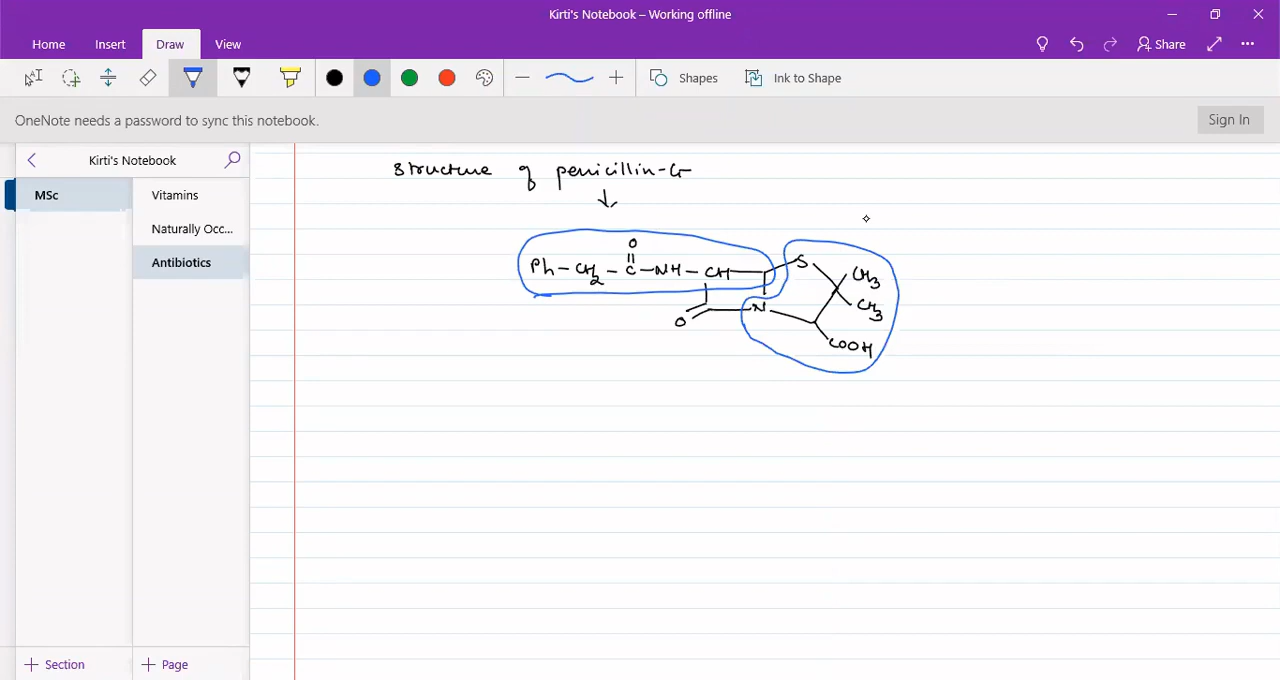 Kirti's Notebook – Working offline
Home Insert Draw View Share
Shapes Ink to Shape
OneNote needs a password to sync this notebook. Sign In
Kirti's Notebook
MSc
Vitamins
Naturally Occ...
Antibiotics
Structure of penicillin-G
O
Ph – CH2 – C – NH – CH S CH3
CH3
O N
COOH
+ Section
+ Page